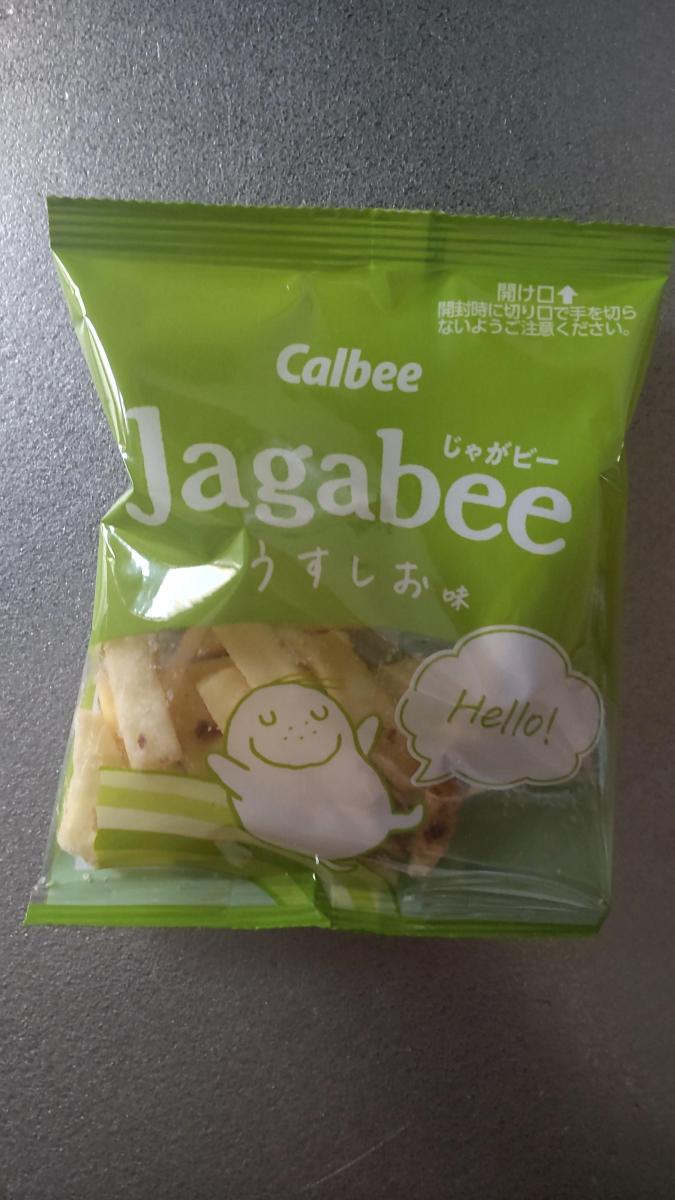 開け口⬆
開封時に切り口で手を切ら
ないようご注意ください。
Calbee
じゃがビー
Jagabee
うすしお味
Hello!